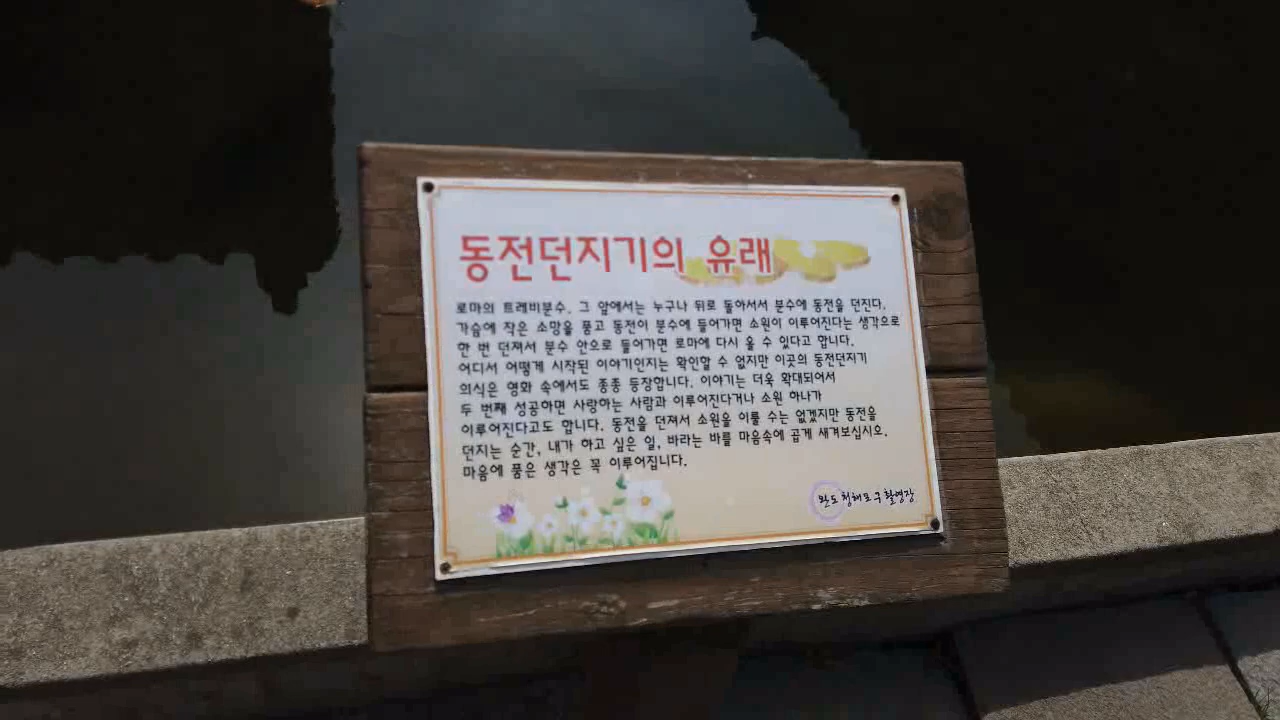 동전던지기의 유래
로마의 트레비분수. 그 앞에서는 누구나 뒤로 돌아서서 분수에 동전을 던진다.
가슴에 작은 소망을 품고 동전이 분수에 들어가면 소원이 이루어진다는 생각으로
한 번 던져서 분수 안으로 들어가면 로마에 다시 올 수 있다고 합니다.
어디서 어떻게 시작된 이야기인지는 확인할 수 없지만 이곳의 동전던지기
의식은 영화 속에서도 종종 등장합니다. 이야기는 더욱 확대되어서
두 번째 성공하면 사랑하는 사람과 이루어진다거나 소원 하나가
이루어진다고도 합니다. 동전을 던져서 소원을 이룰 수는 없겠지만 동전을
던지는 순간, 내가 하고 싶은 일, 바라는 바를 마음속에 곱게 새겨보십시오.
마음에 품은 생각은 꼭 이루어집니다.
완도 청해포구 촬영장